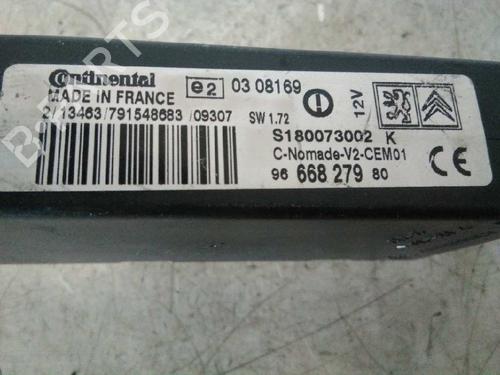 Continental
MADE IN FRANCE
e2 03 08169
2/13463/791548683 /09307
SW 1.72
12V
S180073002 K
C-Nomade-V2-CEM01
96 668 279 80
CE